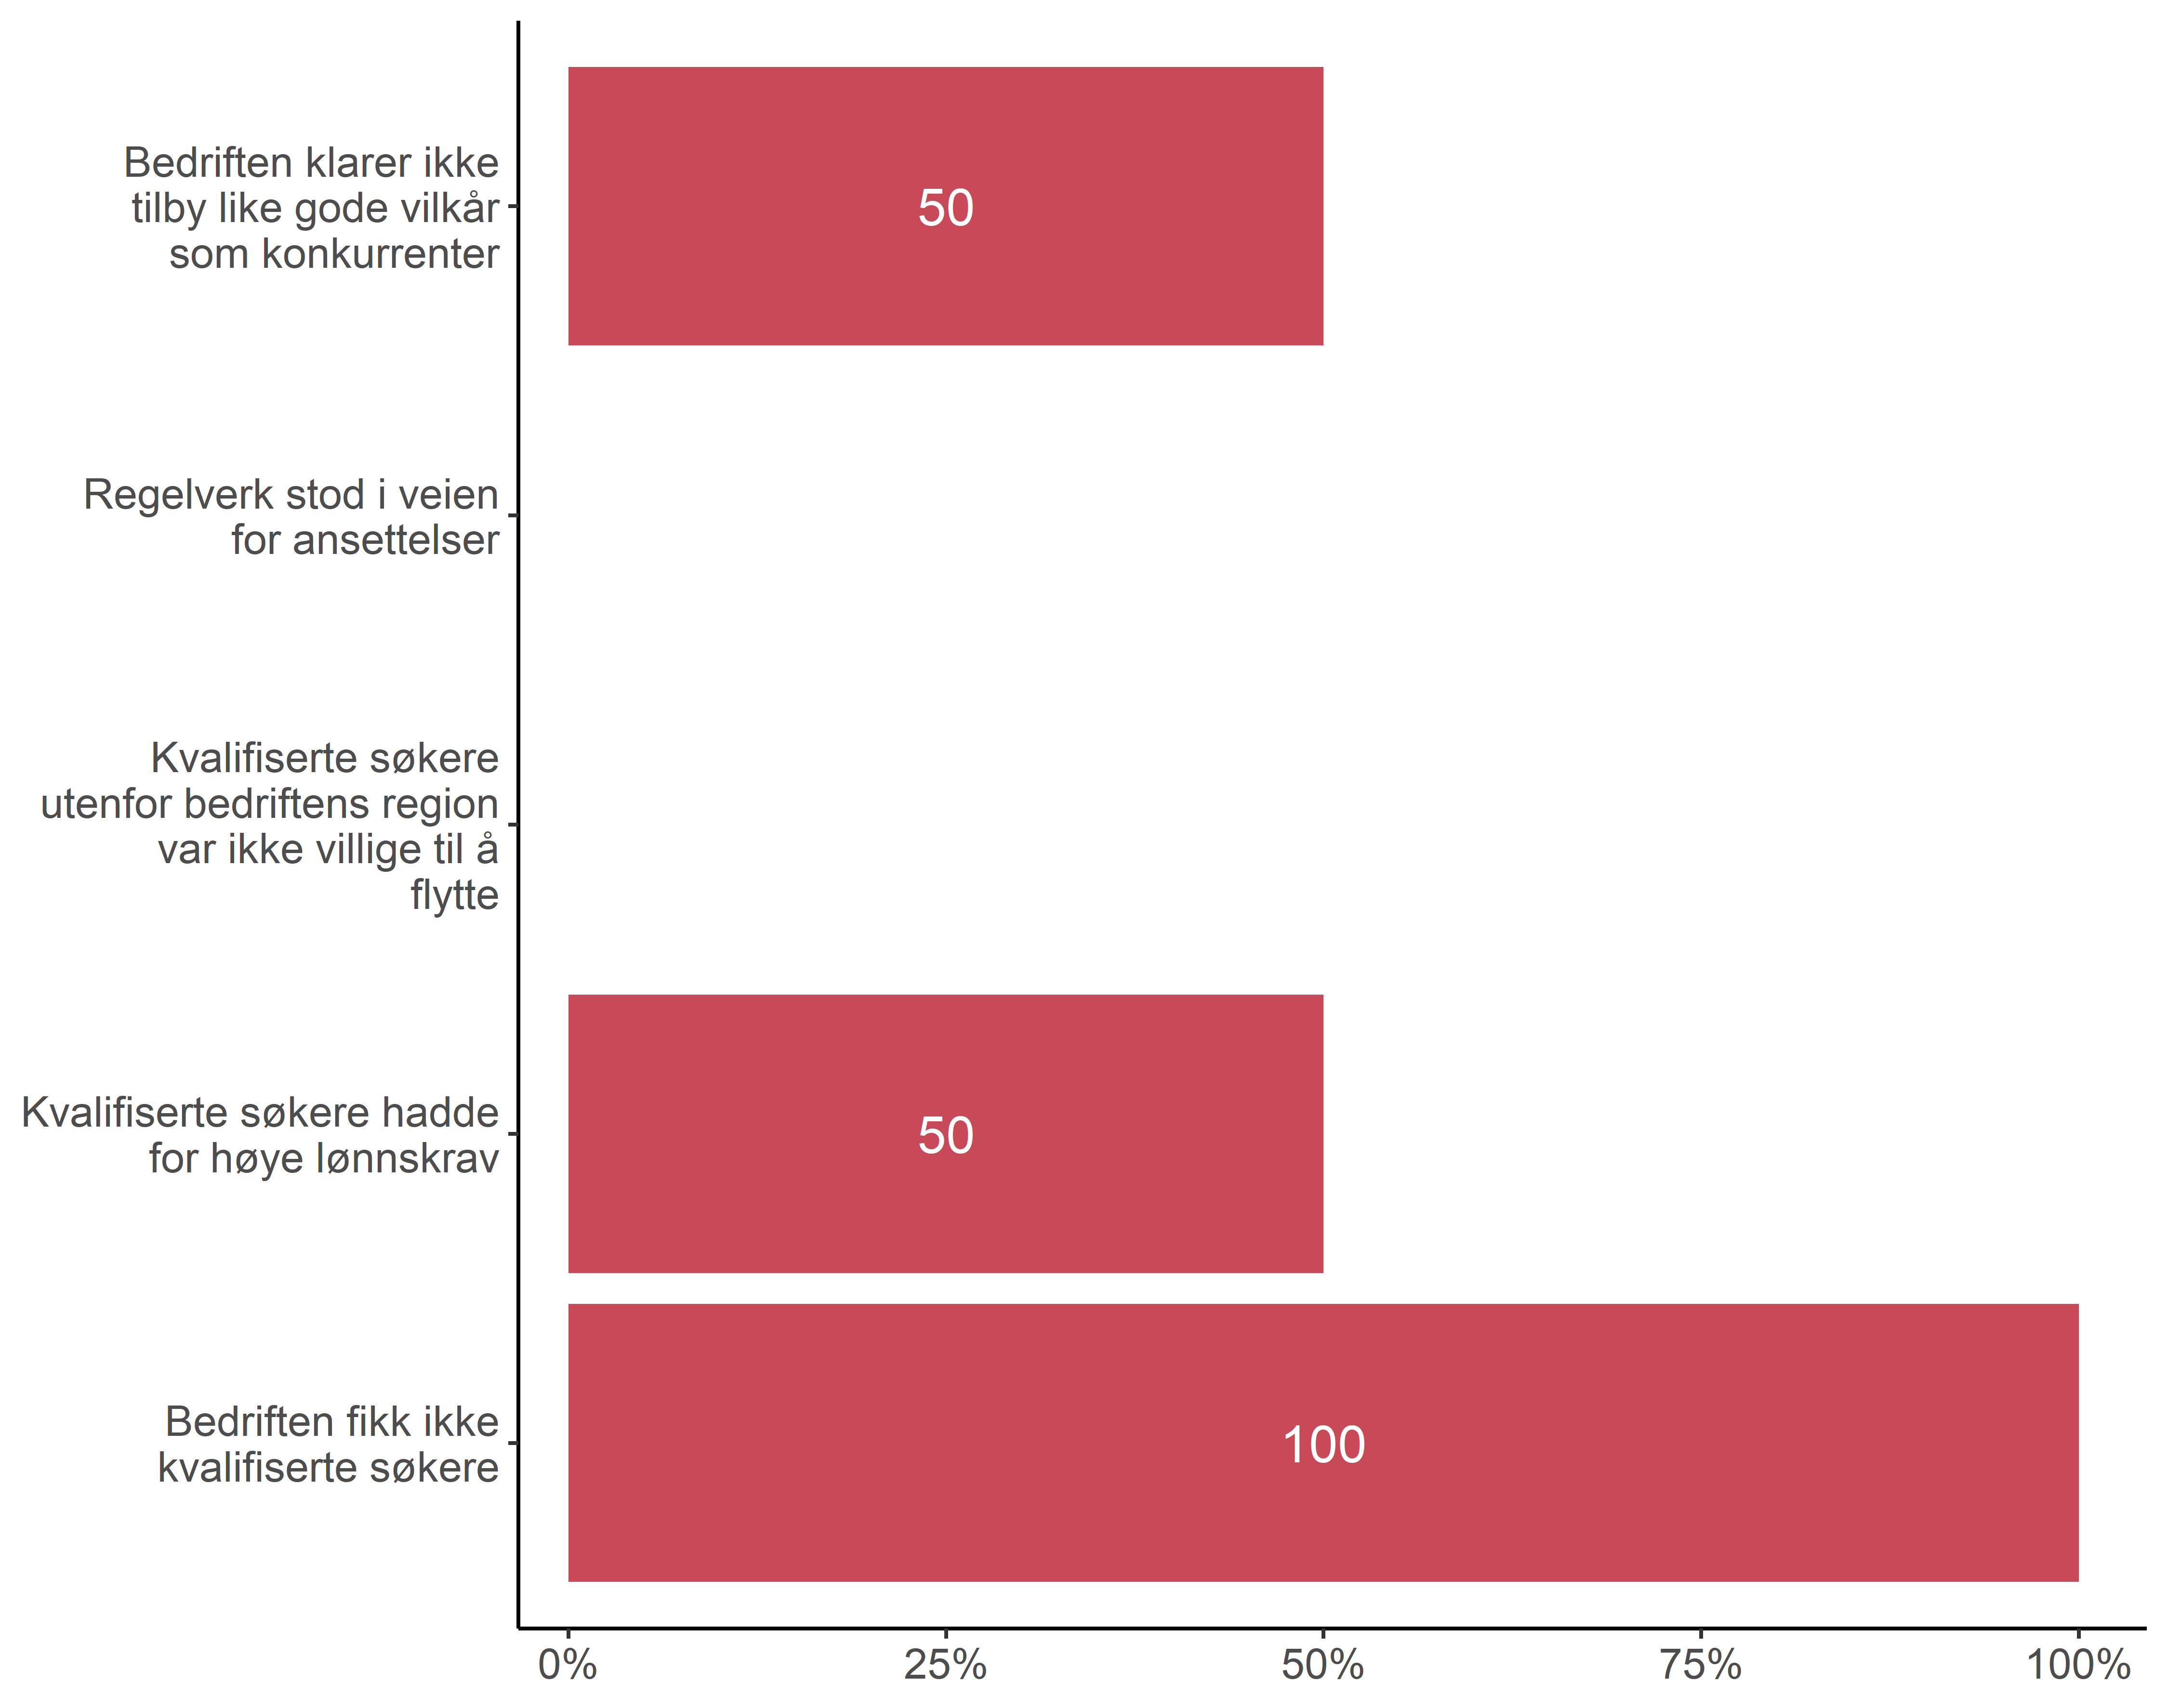 Bedriften klarer ikke
tilby like gode vilkår
som konkurrenter
50
Regelverk stod i veien
for ansettelser
Kvalifiserte søkere
utenfor bedriftens region
var ikke villige til å
flytte
Kvalifiserte søkere hadde
for høye lønnskrav
50
Bedriften fikk ikke
kvalifiserte søkere
100
0% 25% 50% 75% 100%